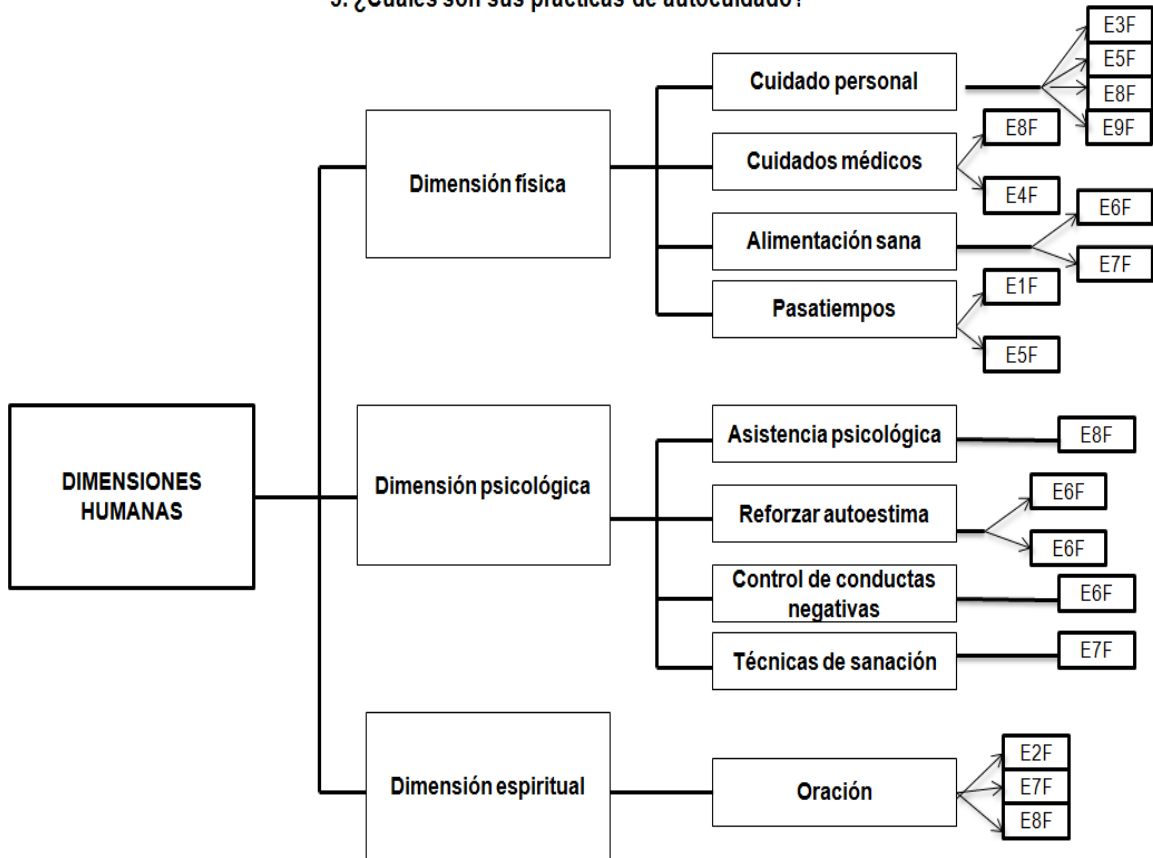 5. ¿Cuáles son sus prácticas de autocuidado?
DIMENSIONES
HUMANAS
Dimensión física
Cuidado personal
E3F
E5F
E8F
E9F
Cuidados médicos
E8F
E4F
Alimentación sana
E6F
E7F
Pasatiempos
E1F
E5F
Dimensión psicológica
Asistencia psicológica
E8F
Reforzar autoestima
E6F
E6F
Control de conductas
negativas
E6F
Técnicas de sanación
E7F
Dimensión espiritual
Oración
E2F
E7F
E8F